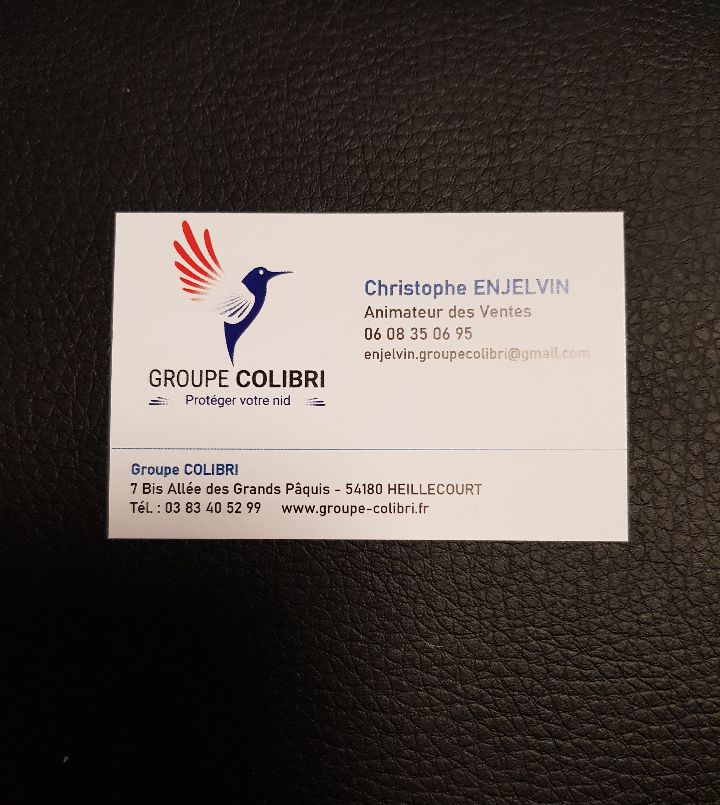 GROUPE COLIBRI
Protéger votre nid
Christophe ENJELVIN
Animateur des Ventes
06 08 35 06 95
enjelvin.groupecolibri@gmail.com
Groupe COLIBRI
7 Bis Allée des Grands Pâquis - 54180 HEILLECOURT
Tél. : 03 83 40 52 99 www.groupe-colibri.fr